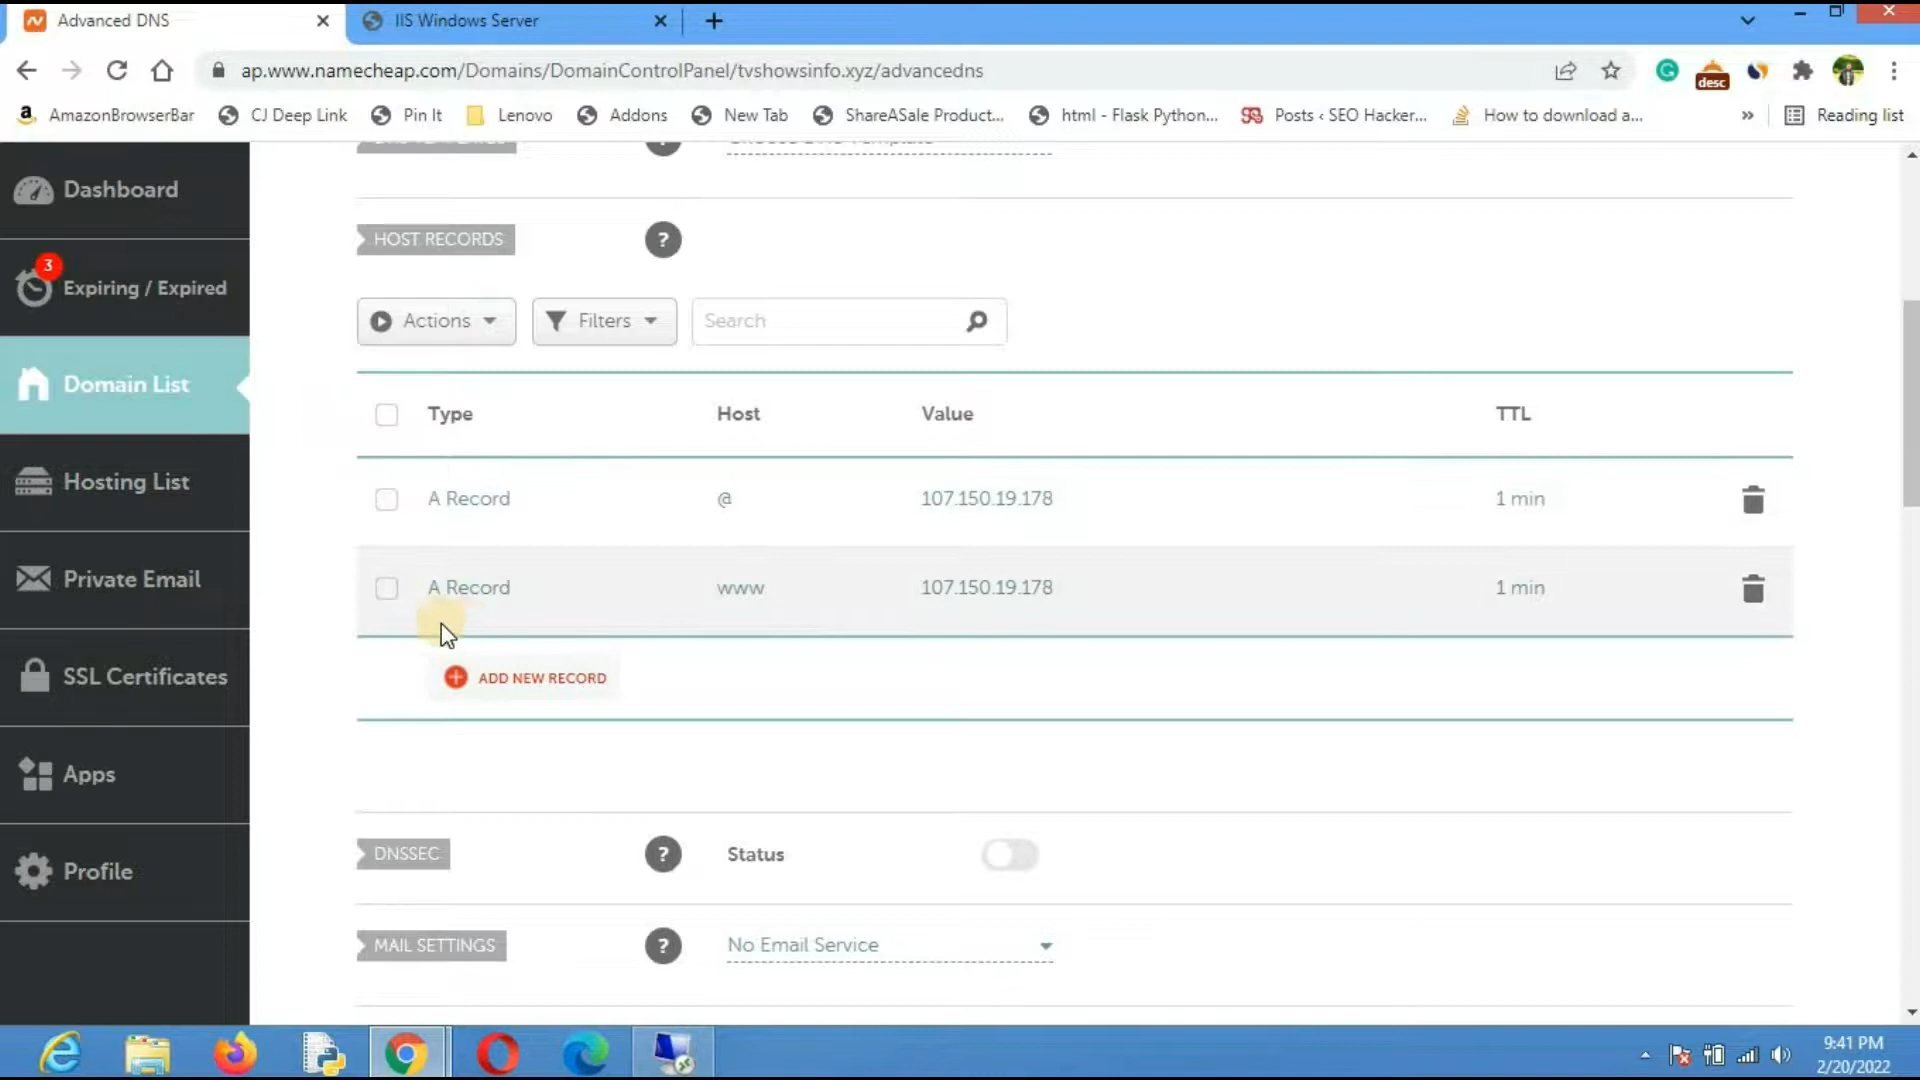 Advanced DNS
IIS Windows Server
ap.www.namecheap.com/Domains/DomainControlPanel/tvshowsinfo.xyz/advancedns
desc
a AmazonBrowserBar CJ Deep Link Pin It Lenovo Addons New Tab ShareASale Product... html - Flask Python... SG Posts ‹ SEO Hacker... How to download a... » Reading list
Dashboard
3
Expiring / Expired
Domain List
Hosting List
Private Email
SSL Certificates
Apps
Profile
HOST RECORDS ?
Actions Filters Search
Type Host Value TTL
A Record @ 107.150.19.178 1 min
A Record www 107.150.19.178 1 min
ADD NEW RECORD
DNSSEC ? Status
MAIL SETTINGS ? No Email Service
9:41 PM
2/20/2022